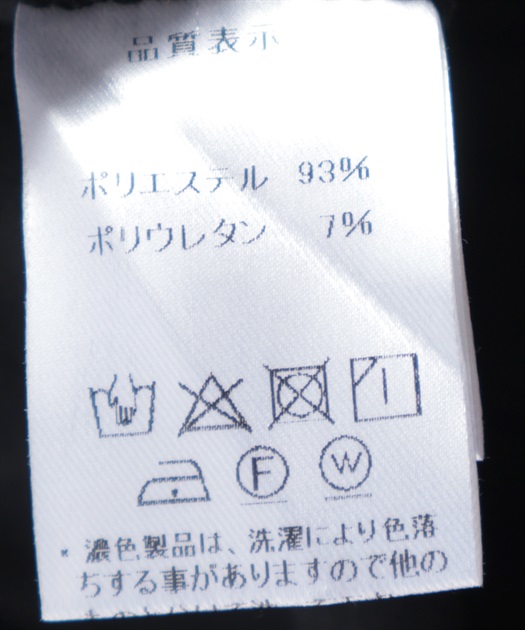 品質表示
ポリエステル 93%
ポリウレタン 7%
F W
* 濃色製品は、洗濯により色落
ちする事がありますので他の